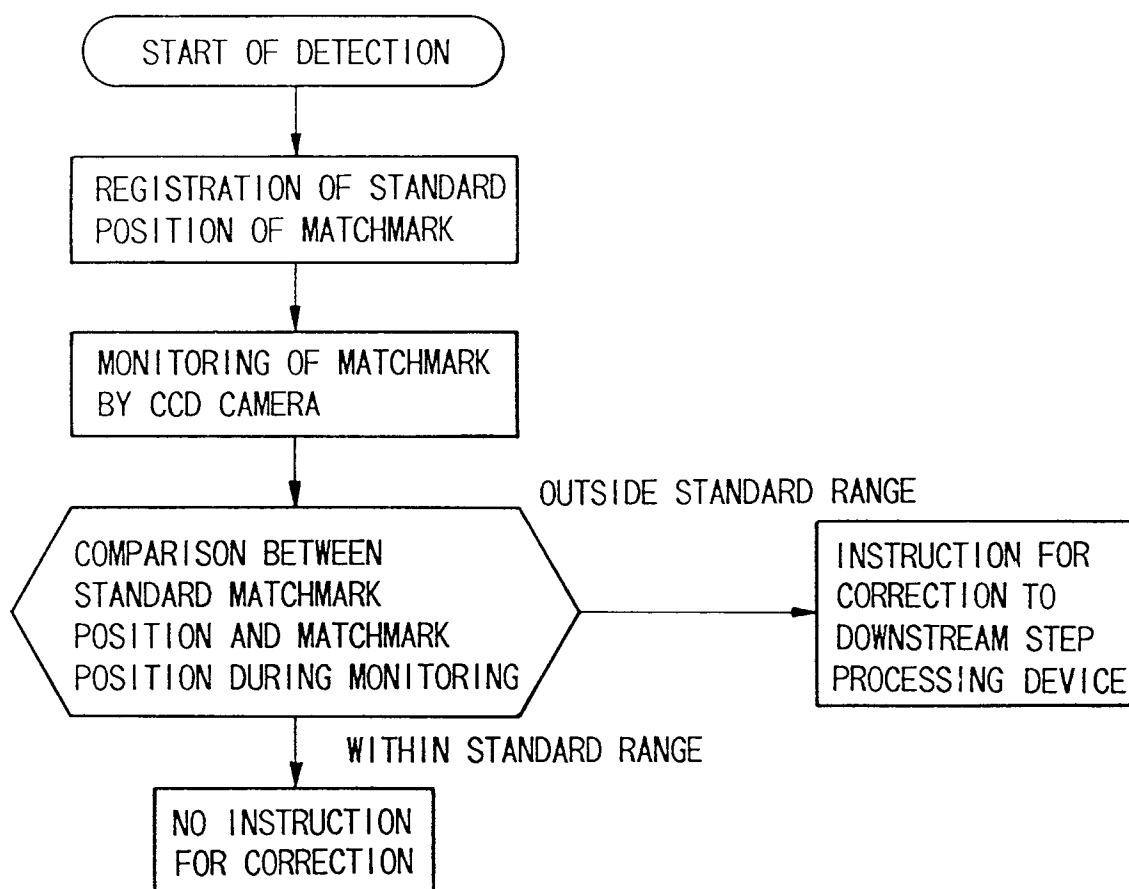 START OF DETECTION
REGISTRATION OF STANDARD
POSITION OF MATCHMARK
MONITORING OF MATCHMARK
BY CCD CAMERA
COMPARISON BETWEEN
STANDARD MATCHMARK
POSITION AND MATCHMARK
POSITION DURING MONITORING
OUTSIDE STANDARD RANGE
INSTRUCTION FOR
CORRECTION TO
DOWNSTREAM STEP
PROCESSING DEVICE
WITHIN STANDARD RANGE
NO INSTRUCTION
FOR CORRECTION